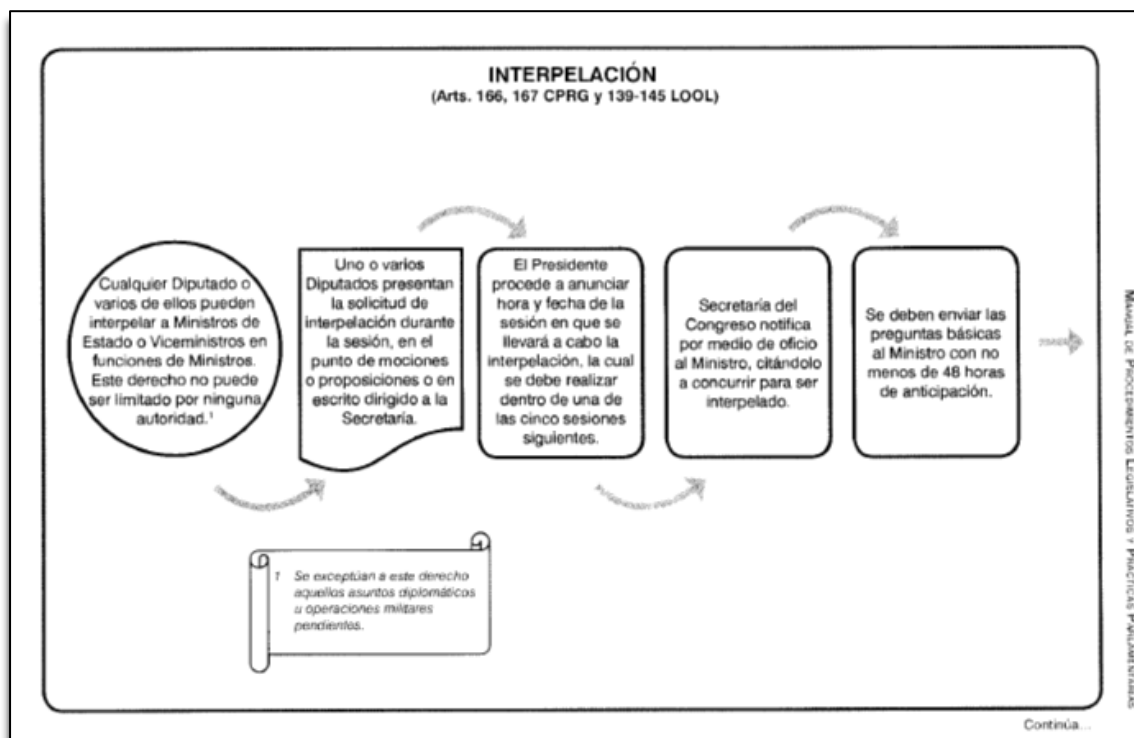 INTERPELACIÓN
(Arts. 166, 167 CPRG y 139-145 LOOL)
Cualquier Diputado o
varios de ellos pueden
interpelar a Ministros de
Estado o Viceministros en
funciones de Ministros.
Este derecho no puede
ser limitado por ninguna
autoridad.¹
Uno o varios
Diputados presentan
la solicitud de
interpelación durante
la sesión, en el
punto de mociones
o proposiciones o en
escrito dirigido a la
Secretaría.
El Presidente
procede a anunciar
hora y fecha de la
sesión en que se
llevará a cabo la
interpelación, la cual
se debe realizar
dentro de una de
las cinco sesiones
siguientes.
Secretaría del
Congreso notifica
por medio de oficio
al Ministro, citándolo
a concurrir para ser
interpelado.
Se deben enviar las
preguntas básicas
al Ministro con no
menos de 48 horas
de anticipación.
1 Se exceptúan a este derecho
aquellos asuntos diplomáticos
u operaciones militares
pendientes.
MANUAL DE PROCEDIMIENTOS LEGISLATIVOS Y PRÁCTICAS PARLAMENTARIAS
Continúa...